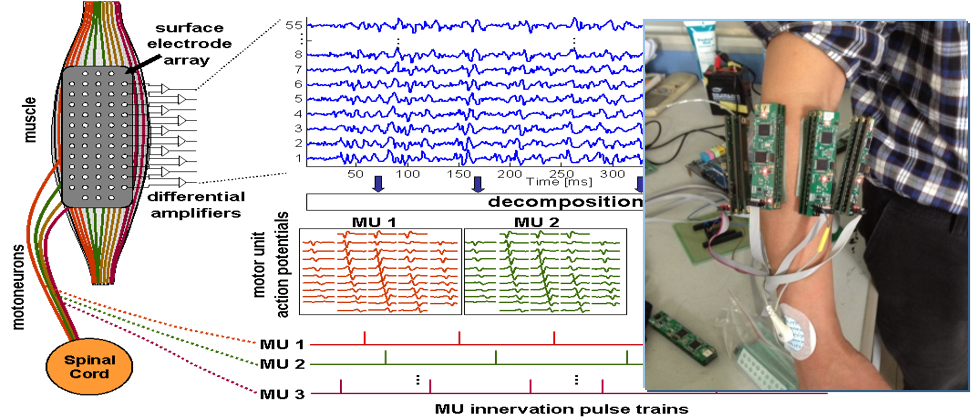 surface
electrode
array
muscle
differential
amplifiers
motoneurons
Spinal
Cord
55
8
7
6
5
4
3
2
1
50
100
150
200
250
300
Time [ms]
decomposition
MU 1
MU 2
motor unit
action potentials
MU 1
MU 2
MU 3
MU innervation pulse trains